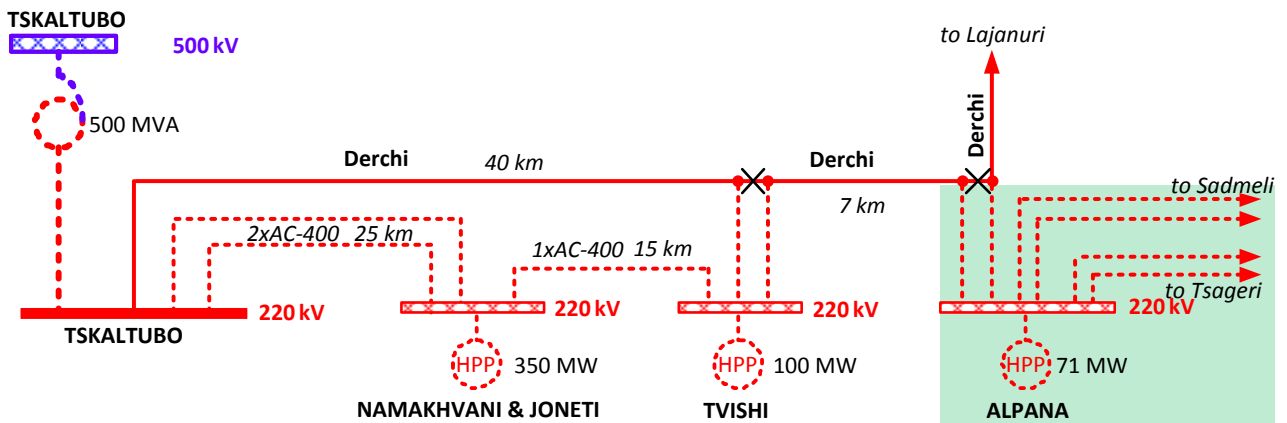 TSKALTUBO
500 kV
to Lajanuri
500 MVA
Derchi
Derchi
40 km
Derchi
7 km
to Sadmeli
2xAC-400 25 km
1xAC-400 15 km
to Tsageri
220 kV
220 kV
220 kV
220 kV
TSKALTUBO
HPP
350 MW
HPP
100 MW
HPP
71 MW
NAMAKHVANI & JONETI
TVISHI
ALPANA